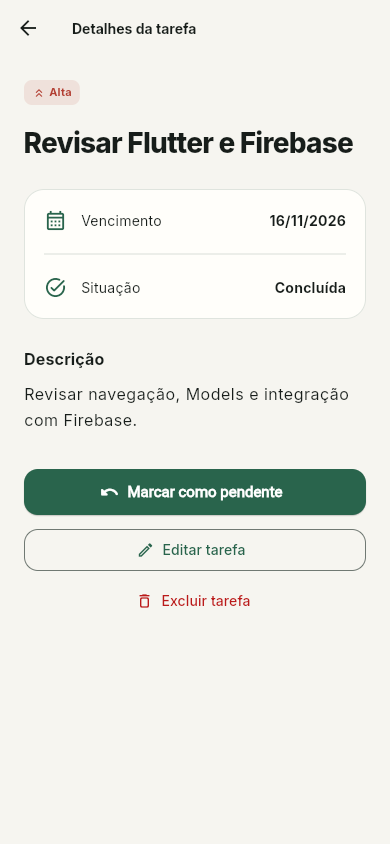 Detalhes da tarefa
Alta
Revisar Flutter e Firebase
Vencimento 16/11/2026
Situação Concluída
Descrição
Revisar navegação, Models e integração
com Firebase.
Marcar como pendente
Editar tarefa
Excluir tarefa